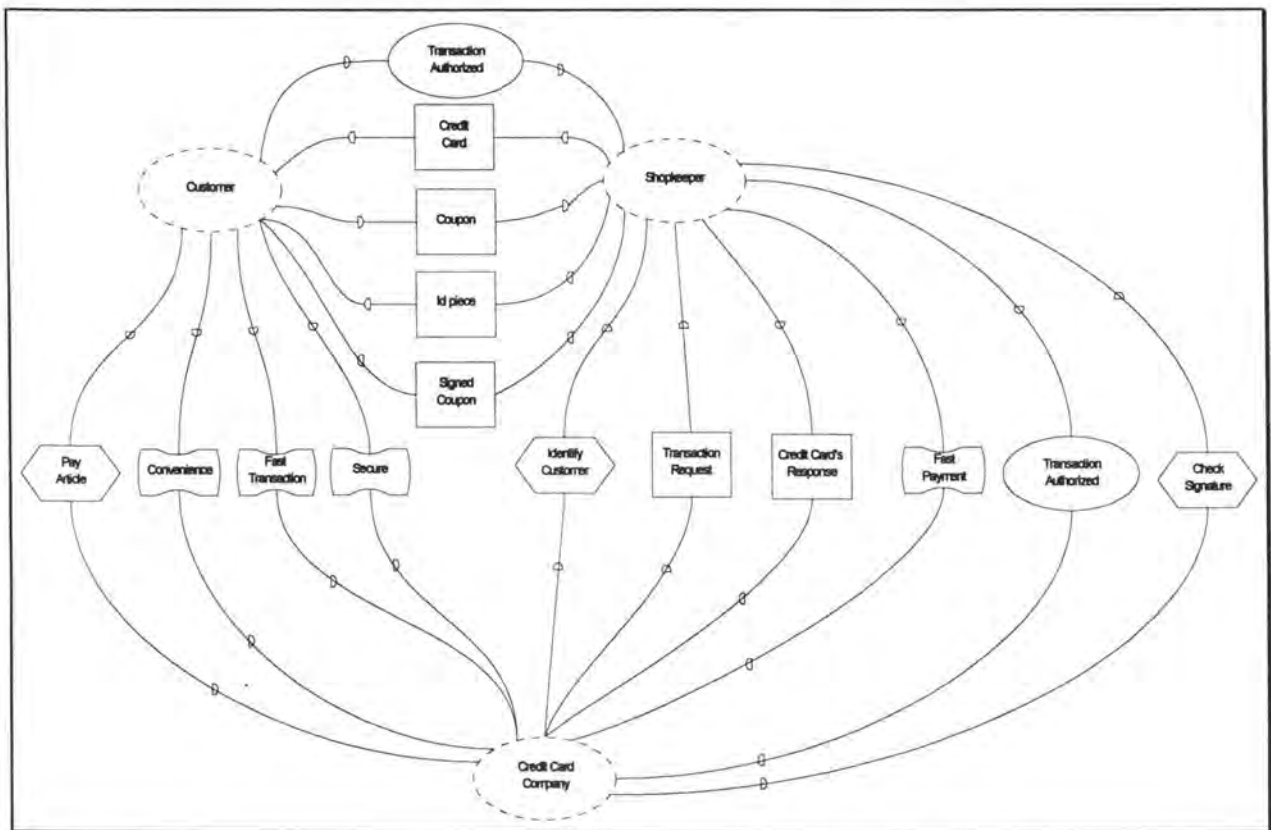 Transaction
Authorized
Credit
Card
Customer
Shopkeeper
Coupon
Id piece
Signed
Coupon
Pay
Article
Convenience
Fast
Transaction
Secure
Identify
Customer
Transaction
Request
Credit Card's
Response
Fast
Payment
Transaction
Authorized
Check
Signature
Credit Card
Company